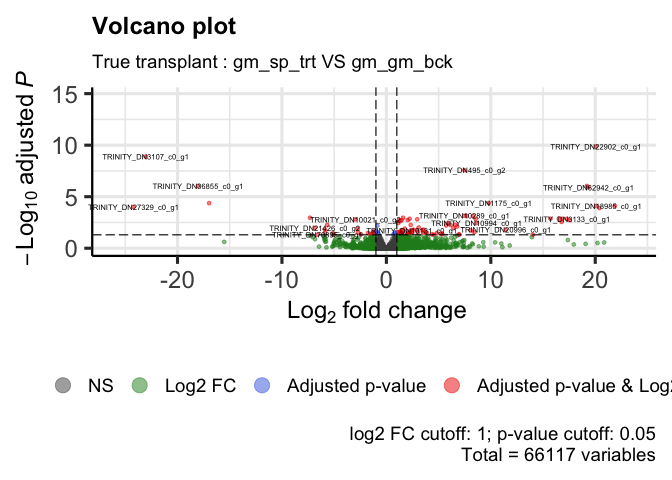 Volcano plot
True transplant : gm_sp_trt VS gm_gm_bck
− Log10 adjusted P
15
10
5
0
TRINITY_DN22902_c0_g1
TRINITY_DN3107_c0_g1
TRINITY_DN495_c0_g2
TRINITY_DN27329_c0_g1
TRINITY_DN1175_c0_g1
-20
-10
0
10
20
Log2 fold change
NS
Log2 FC
Adjusted p-value
Adjusted p-value & Log2
log2 FC cutoff: 1; p-value cutoff: 0.05
Total = 66117 variables